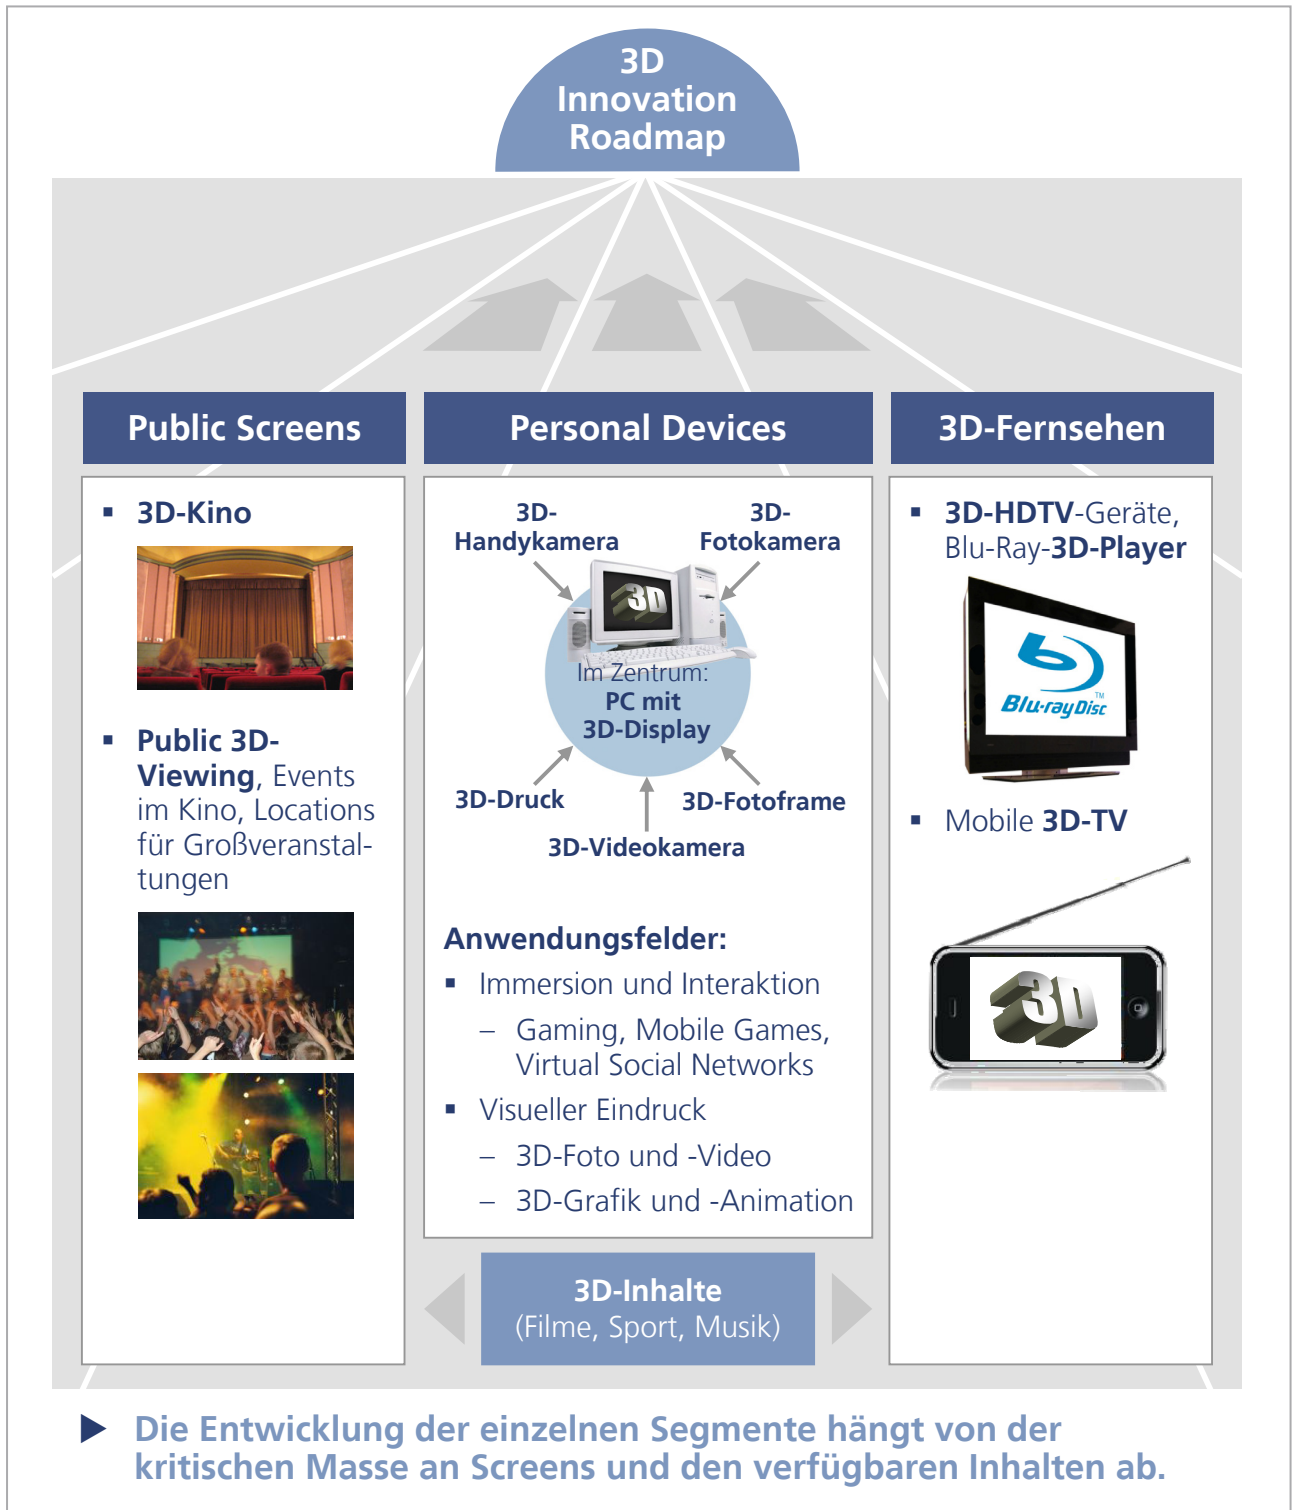 3D
Innovation
Roadmap
Public Screens
▪ 3D-Kino
▪ Public 3D-
Viewing, Events
im Kino, Locations
für Großveranstal-
tungen
Personal Devices
3D-
Handykamera
3D-
Fotokamera
3D
Im Zentrum:
PC mit
3D-Display
3D-Druck
3D-Fotoframe
3D-Videokamera
Anwendungsfelder:
▪ Immersion und Interaktion
– Gaming, Mobile Games,
Virtual Social Networks
▪ Visueller Eindruck
– 3D-Foto und -Video
– 3D-Grafik und -Animation
3D-Fernsehen
▪ 3D-HDTV-Geräte,
Blu-Ray-3D-Player
Blu-ray Disc
TM
▪ Mobile 3D-TV
3D
3D-Inhalte
(Filme, Sport, Musik)
▶ Die Entwicklung der einzelnen Segmente hängt von der
kritischen Masse an Screens und den verfügbaren Inhalten ab.